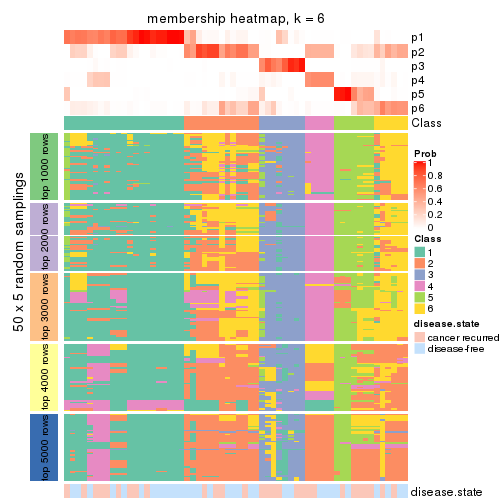 membership heatmap, k = 6
p1
p2
p3
p4
p5
p6
Class
50 x 5 random samplings
top 1000 rows
top 2000 rows
top 3000 rows
top 4000 rows
top 5000 rows
Prob
1
0.8
0.6
0.4
0.2
0
Class
1
2
3
4
5
6
disease.state
cancer recurred
disease-free
disease.state